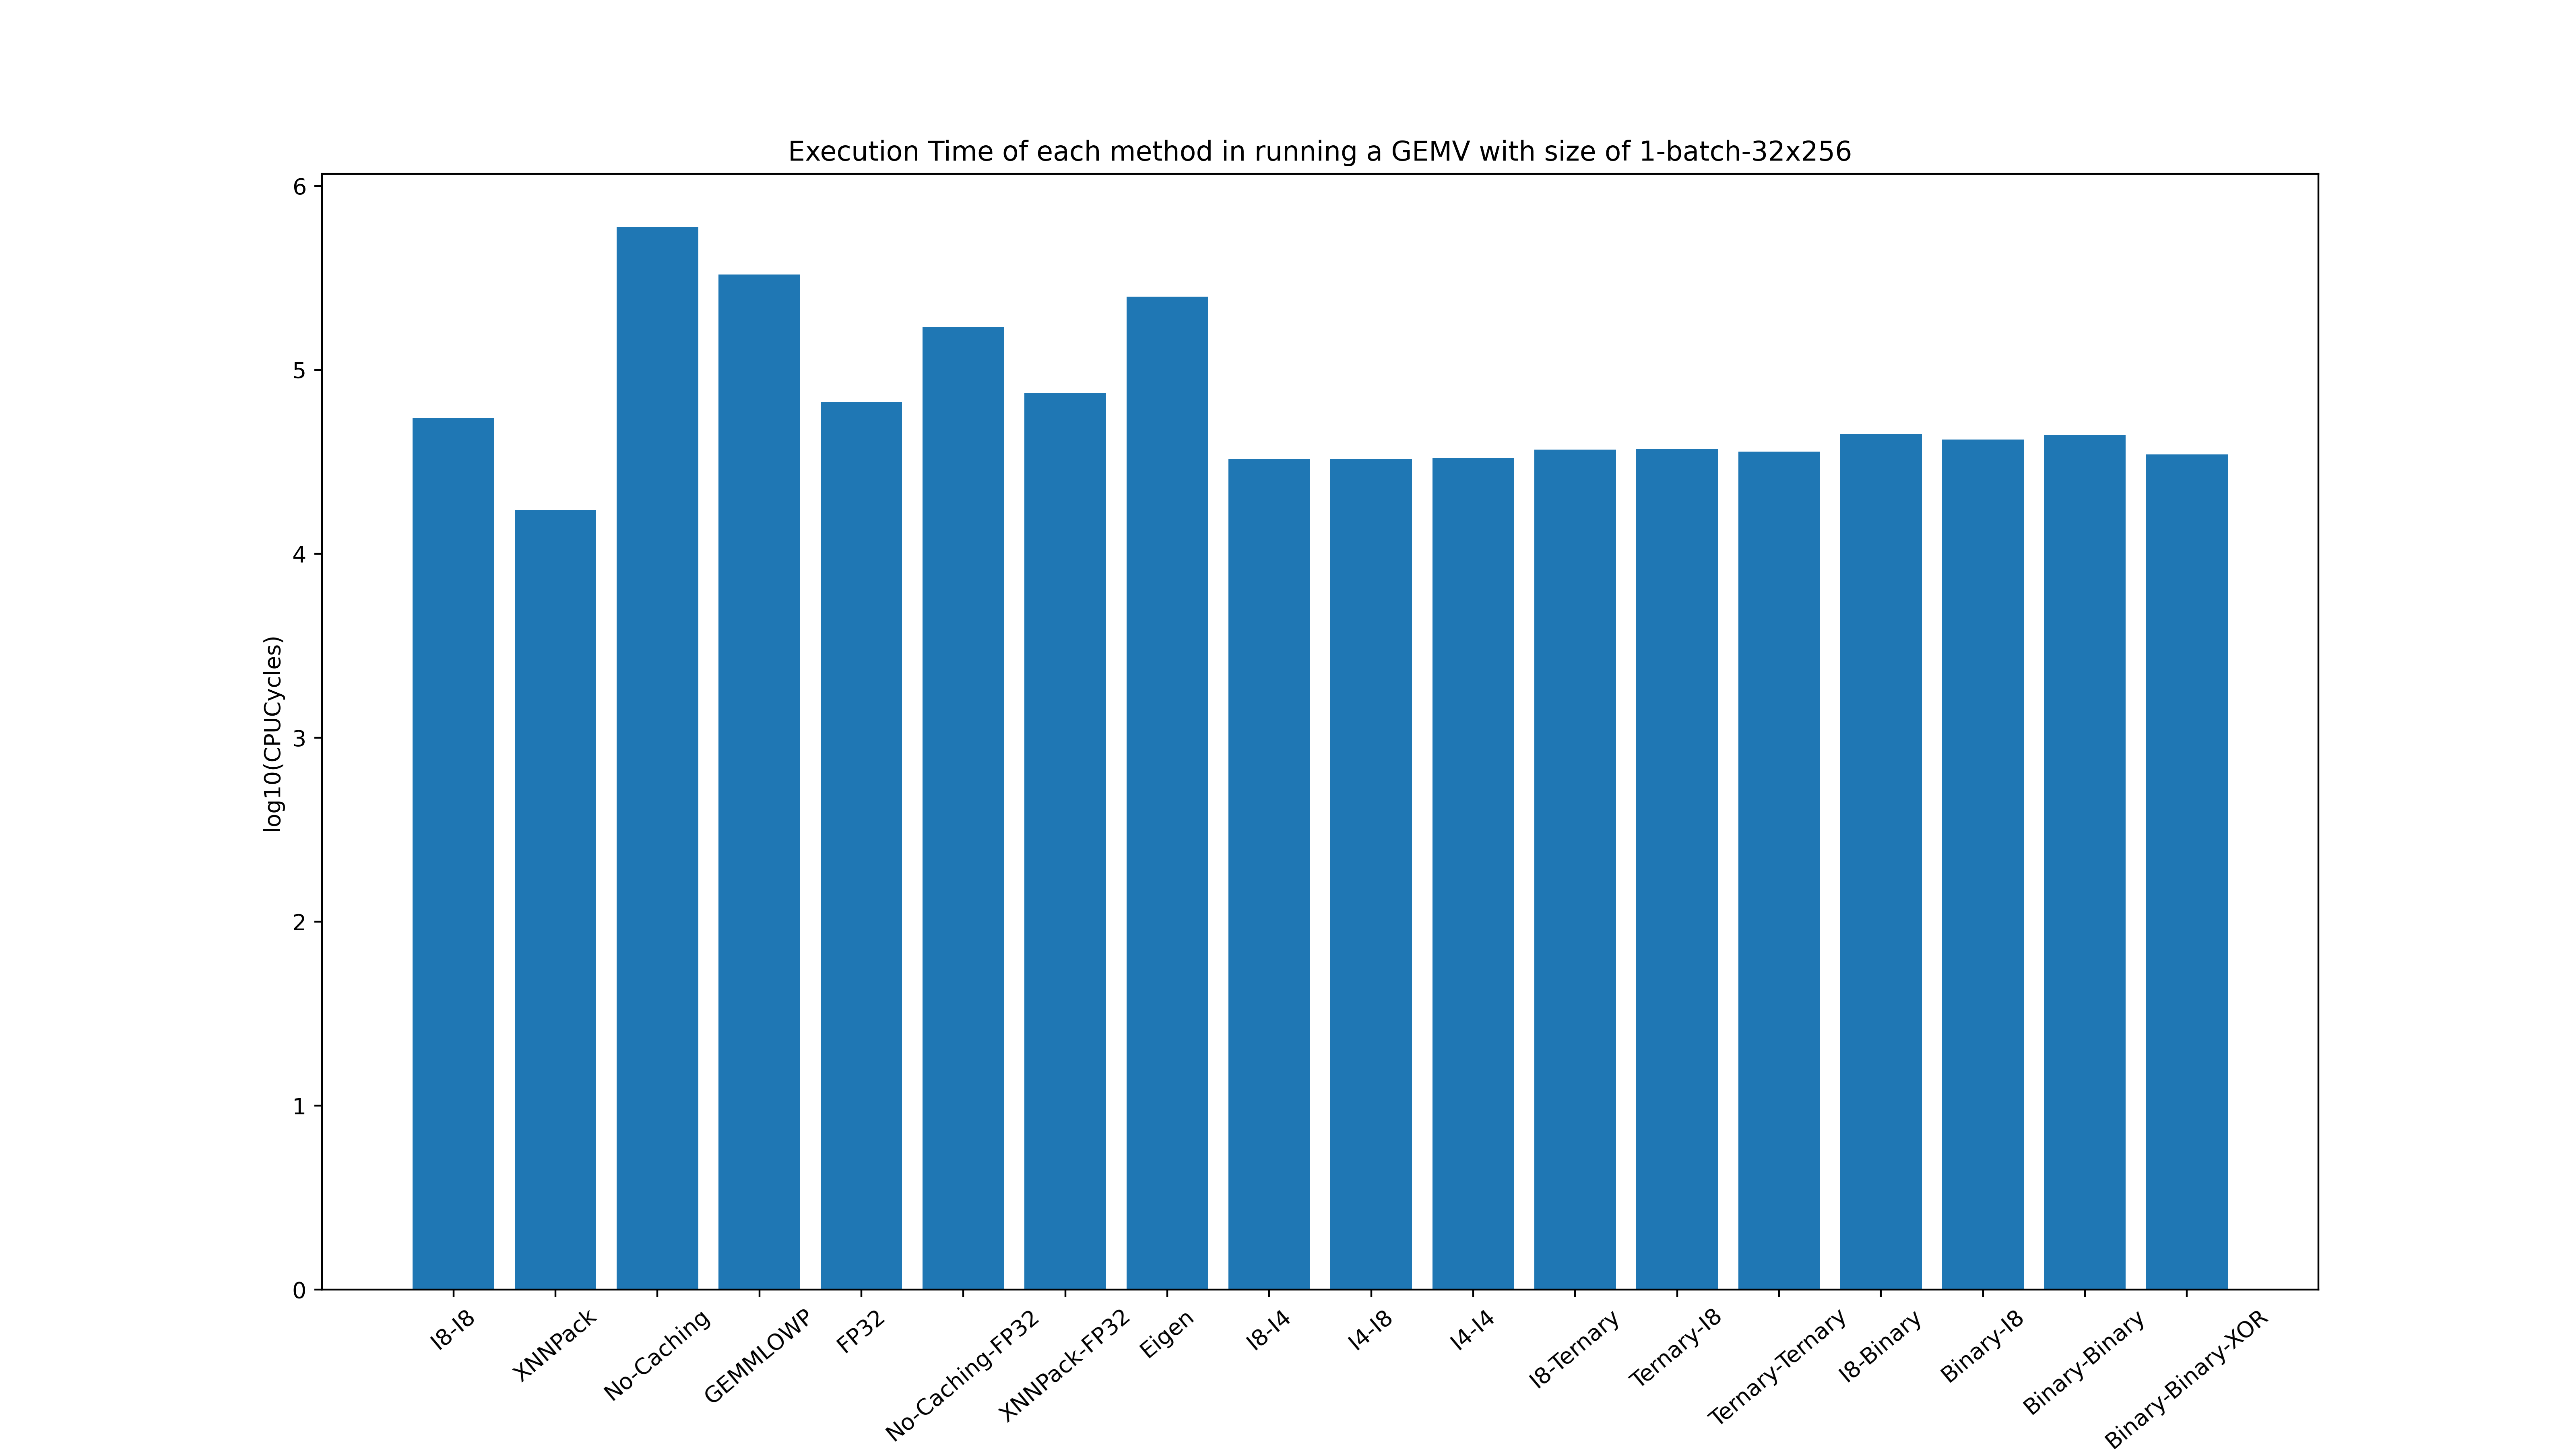 Execution Time of each method in running a GEMV with size of 1-batch-32x256
6
5
4
3
2
1
0
log10(CPUCycles)
I8-I8
XNNPack
No-Caching
GEMMLOWP
FP32
No-Caching-FP32
XNNPack-FP32
Eigen
I8-I4
I4-I8
I4-I4
I8-Ternary
Ternary-I8
Ternary-Ternary
I8-Binary
Binary-I8
Binary-Binary
Binary-Binary-XOR